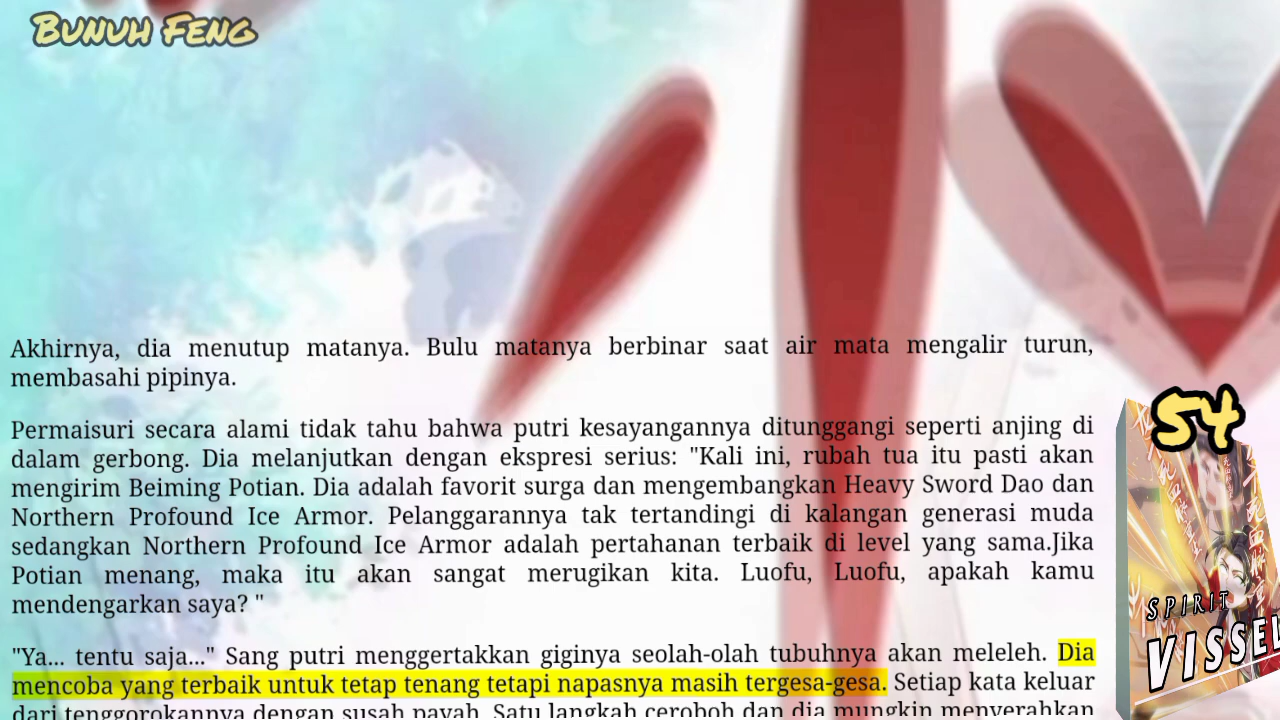 Bunuh Feng
Akhirnya, dia menutup matanya. Bulu matanya berbinar saat air mata mengalir turun,
membasahi pipinya.
Permaisuri secara alami tidak tahu bahwa putri kesayangannya ditunggangi seperti anjing di
dalam gerbong. Dia melanjutkan dengan ekspresi serius: "Kali ini, rubah tua itu pasti akan
mengirim Beiming Potian. Dia adalah favorit surga dan mengembangkan Heavy Sword Dao dan
Northern Profound Ice Armor. Pelanggarannya tak tertandingi di kalangan generasi muda
sedangkan Northern Profound Ice Armor adalah pertahanan terbaik di level yang sama.Jika
Potian menang, maka itu akan sangat merugikan kita. Luofu, Luofu, apakah kamu
mendengarkan saya? "
"Ya... tentu saja..." Sang putri menggertakkan giginya seolah-olah tubuhnya akan meleleh. Dia
mencoba yang terbaik untuk tetap tenang tetapi napasnya masih tergesa-gesa. Setiap kata keluar
dari tenggorokannya dengan susah payah. Satu langkah ceroboh dan dia mungkin menyerahkan
54
SPIRIT
VISSEL